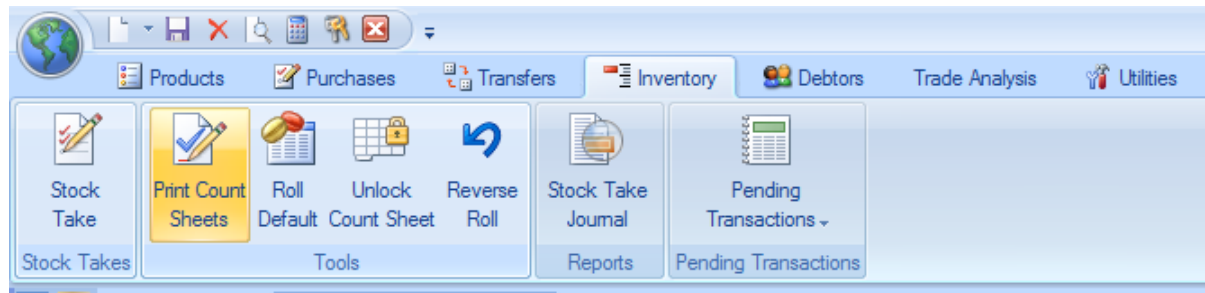 Products Purchases Transfers Inventory Debtors Trade Analysis Utilities
Stock Take
Print Count Sheets
Roll Default
Unlock Count Sheet
Reverse Roll
Stock Take Journal
Pending Transactions
Stock Takes Tools Reports Pending Transactions